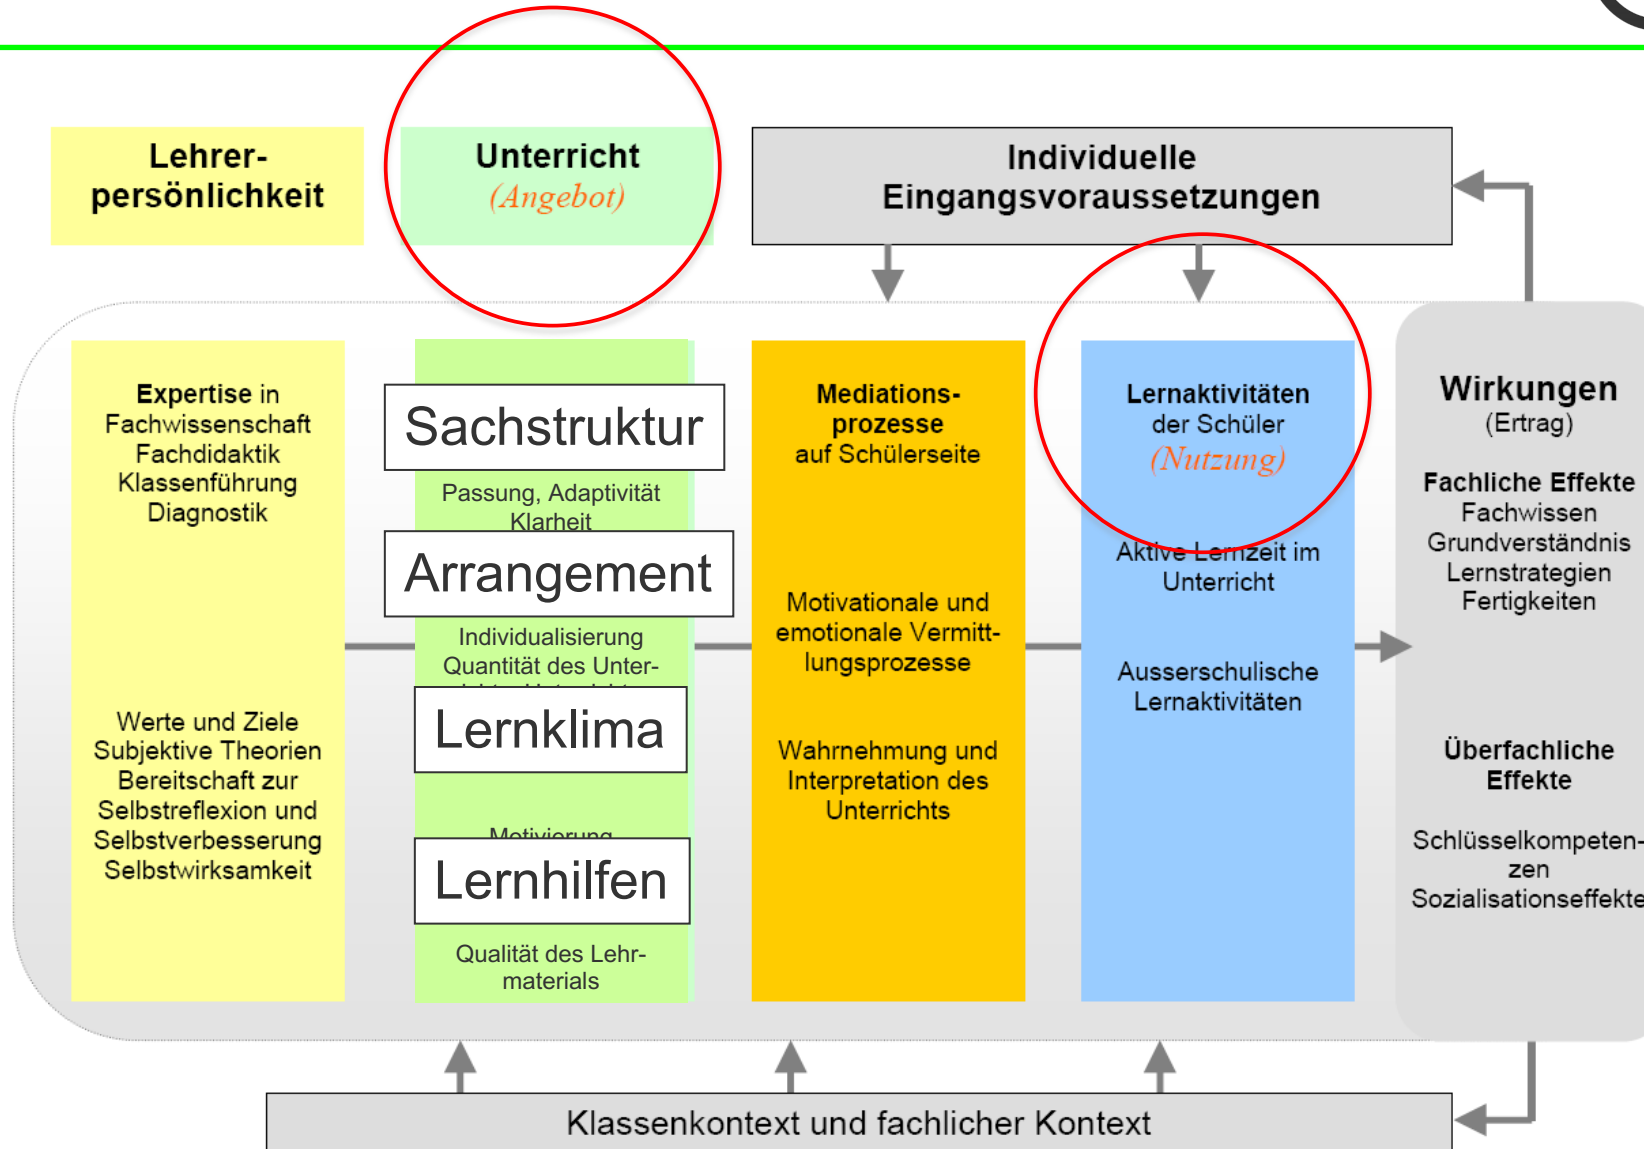 Lehrer-
persönlichkeit
Unterricht
(Angebot)
Individuelle
Eingangsvoraussetzungen
Expertise in
Fachwissenschaft
Fachdidaktik
Klassenführung
Diagnostik
Werte und Ziele
Subjektive Theorien
Bereitschaft zur
Selbstreflexion und
Selbstverbesserung
Selbstwirksamkeit
Sachstruktur
Passung, Adaptivität
Klarheit
Arrangement
Individualisierung
Quantität des Unter-
Lernklima
Motivierung
Lernhilfen
Qualität des Lehr-
materials
Mediations-
prozesse
auf Schülerseite
Motivationale und
emotionale Vermitt-
lungsprozesse
Wahrnehmung und
Interpretation des
Unterrichts
Lernaktivitäten
der Schüler
(Nutzung)
Aktive Lernzeit im
Unterricht
Ausserschulische
Lernaktivitäten
Wirkungen
(Ertrag)
Fachliche Effekte
Fachwissen
Grundverständnis
Lernstrategien
Fertigkeiten
Überfachliche
Effekte
Schlüsselkompeten-
zen
Sozialisationseffekte
Klassenkontext und fachlicher Kontext